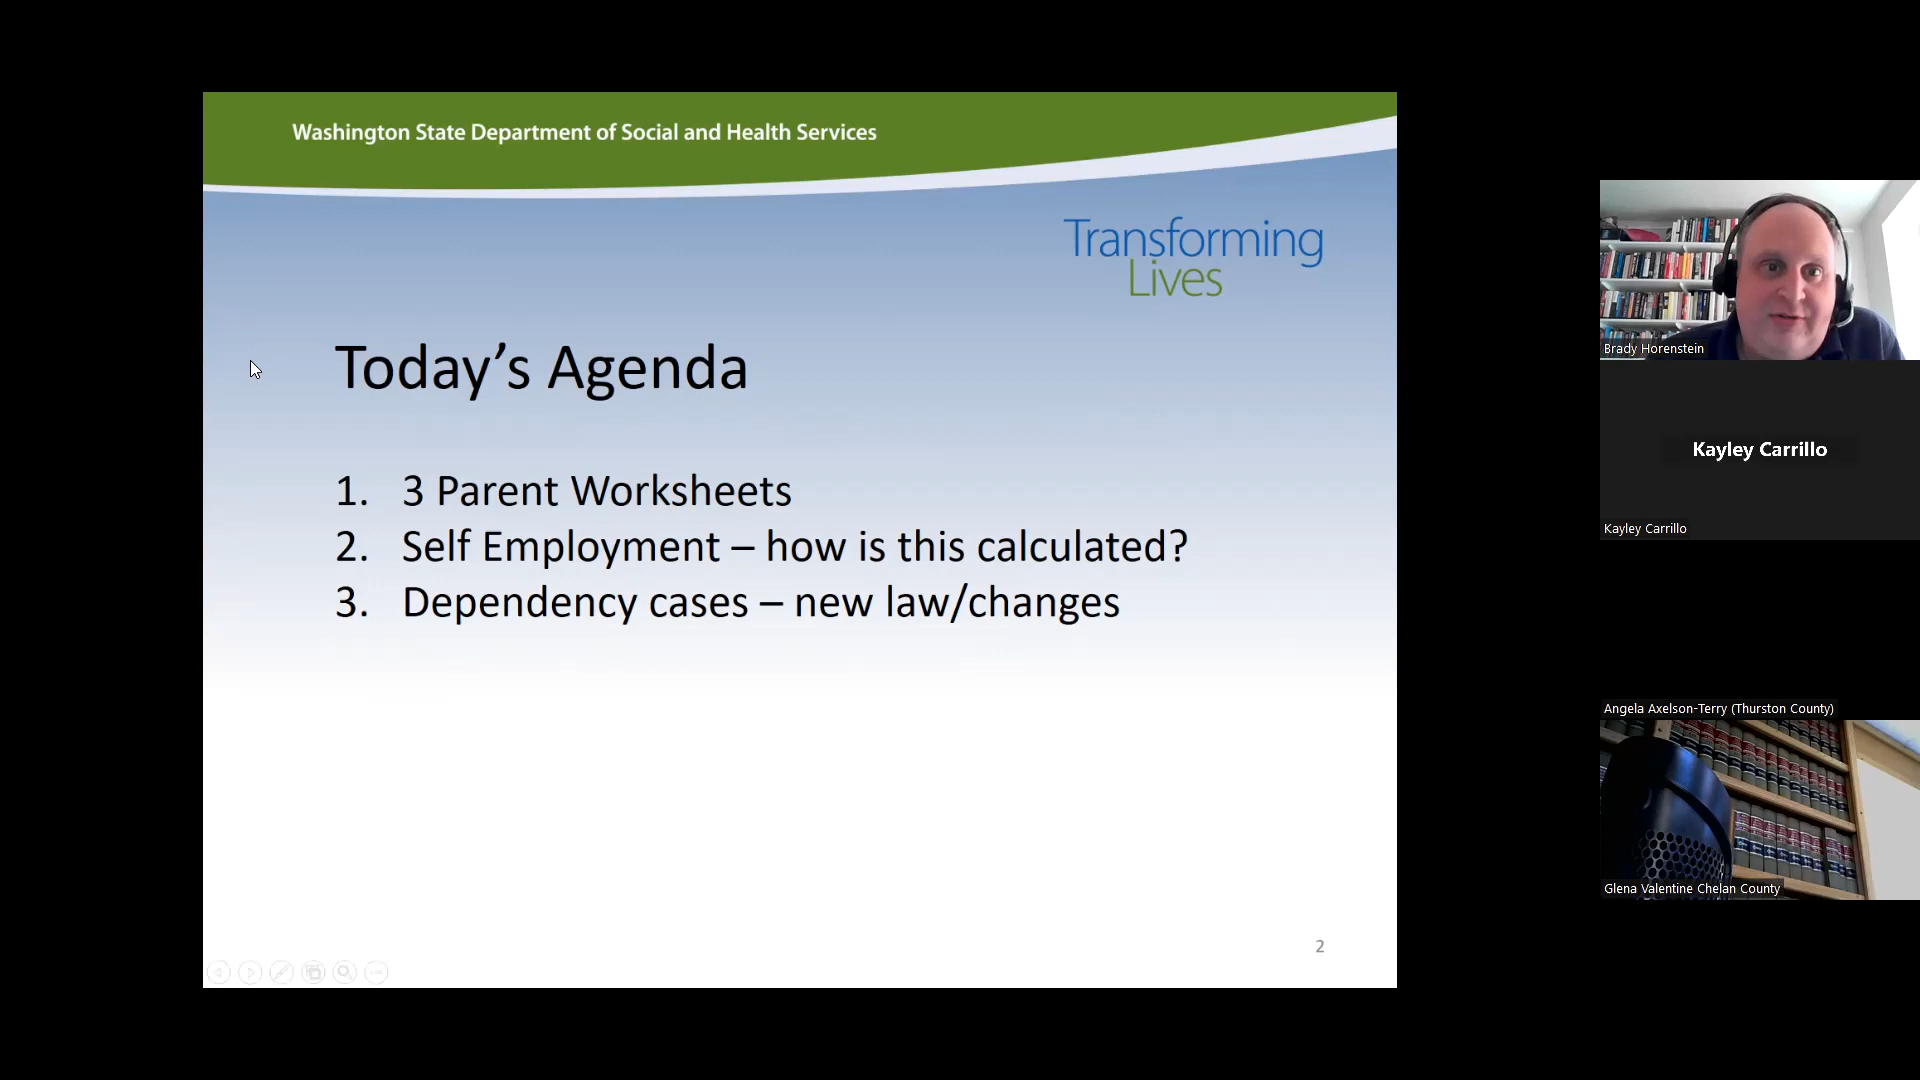 Washington State Department of Social and Health Services
Transforming
Lives
Today's Agenda
1. 3 Parent Worksheets
2. Self Employment – how is this calculated?
3. Dependency cases – new law/changes
2
Brady Horenstein
Kayley Carrillo
Kayley Carrillo
Angela Axelson-Terry (Thurston County)
Glena Valentine Chelan County